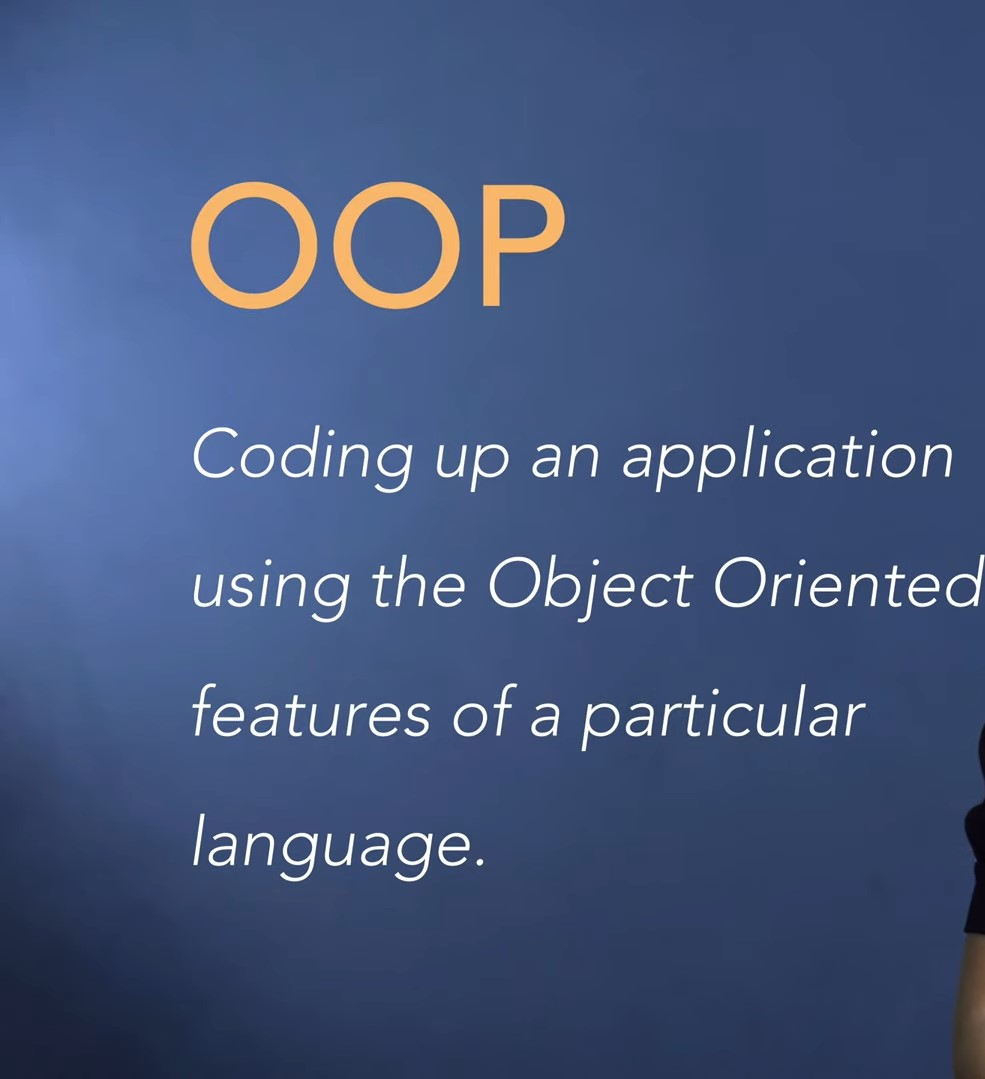 OOP
Coding up an application
using the Object Oriented
features of a particular
language.